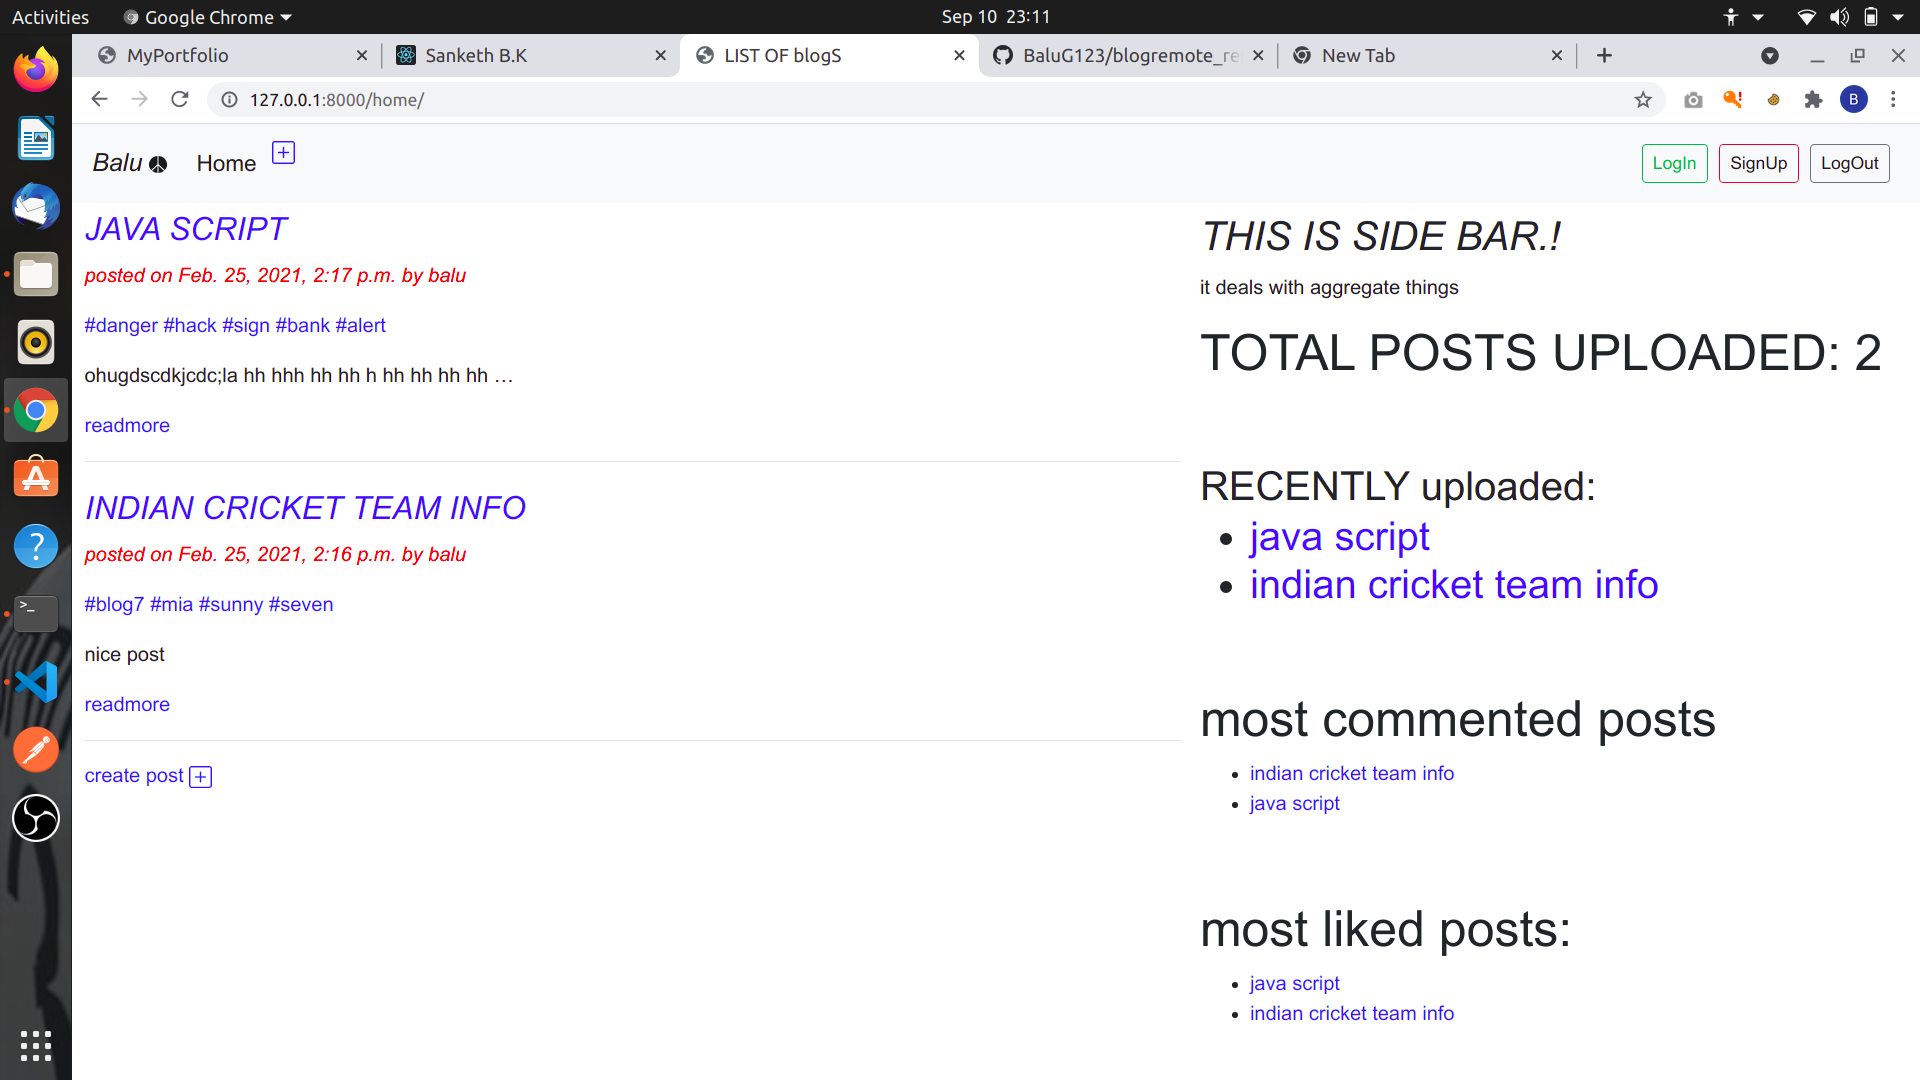 Activities
Google Chrome
Sep 10 23:11
MyPortfolio
Sanketh B.K
LIST OF blogS
BaluG123/blogremote_re
New Tab
127.0.0.1:8000/home/
B
Balu
Home
LogIn
SignUp
LogOut
JAVA SCRIPT
posted on Feb. 25, 2021, 2:17 p.m. by balu
#danger #hack #sign #bank #alert
ohugdscdkjcdc;la hh hhh hh hh h hh hh hh hh …
readmore
INDIAN CRICKET TEAM INFO
posted on Feb. 25, 2021, 2:16 p.m. by balu
#blog7 #mia #sunny #seven
nice post
readmore
create post
THIS IS SIDE BAR.!
it deals with aggregate things
TOTAL POSTS UPLOADED: 2
RECENTLY uploaded:
java script
indian cricket team info
most commented posts
indian cricket team info
java script
most liked posts:
java script
indian cricket team info